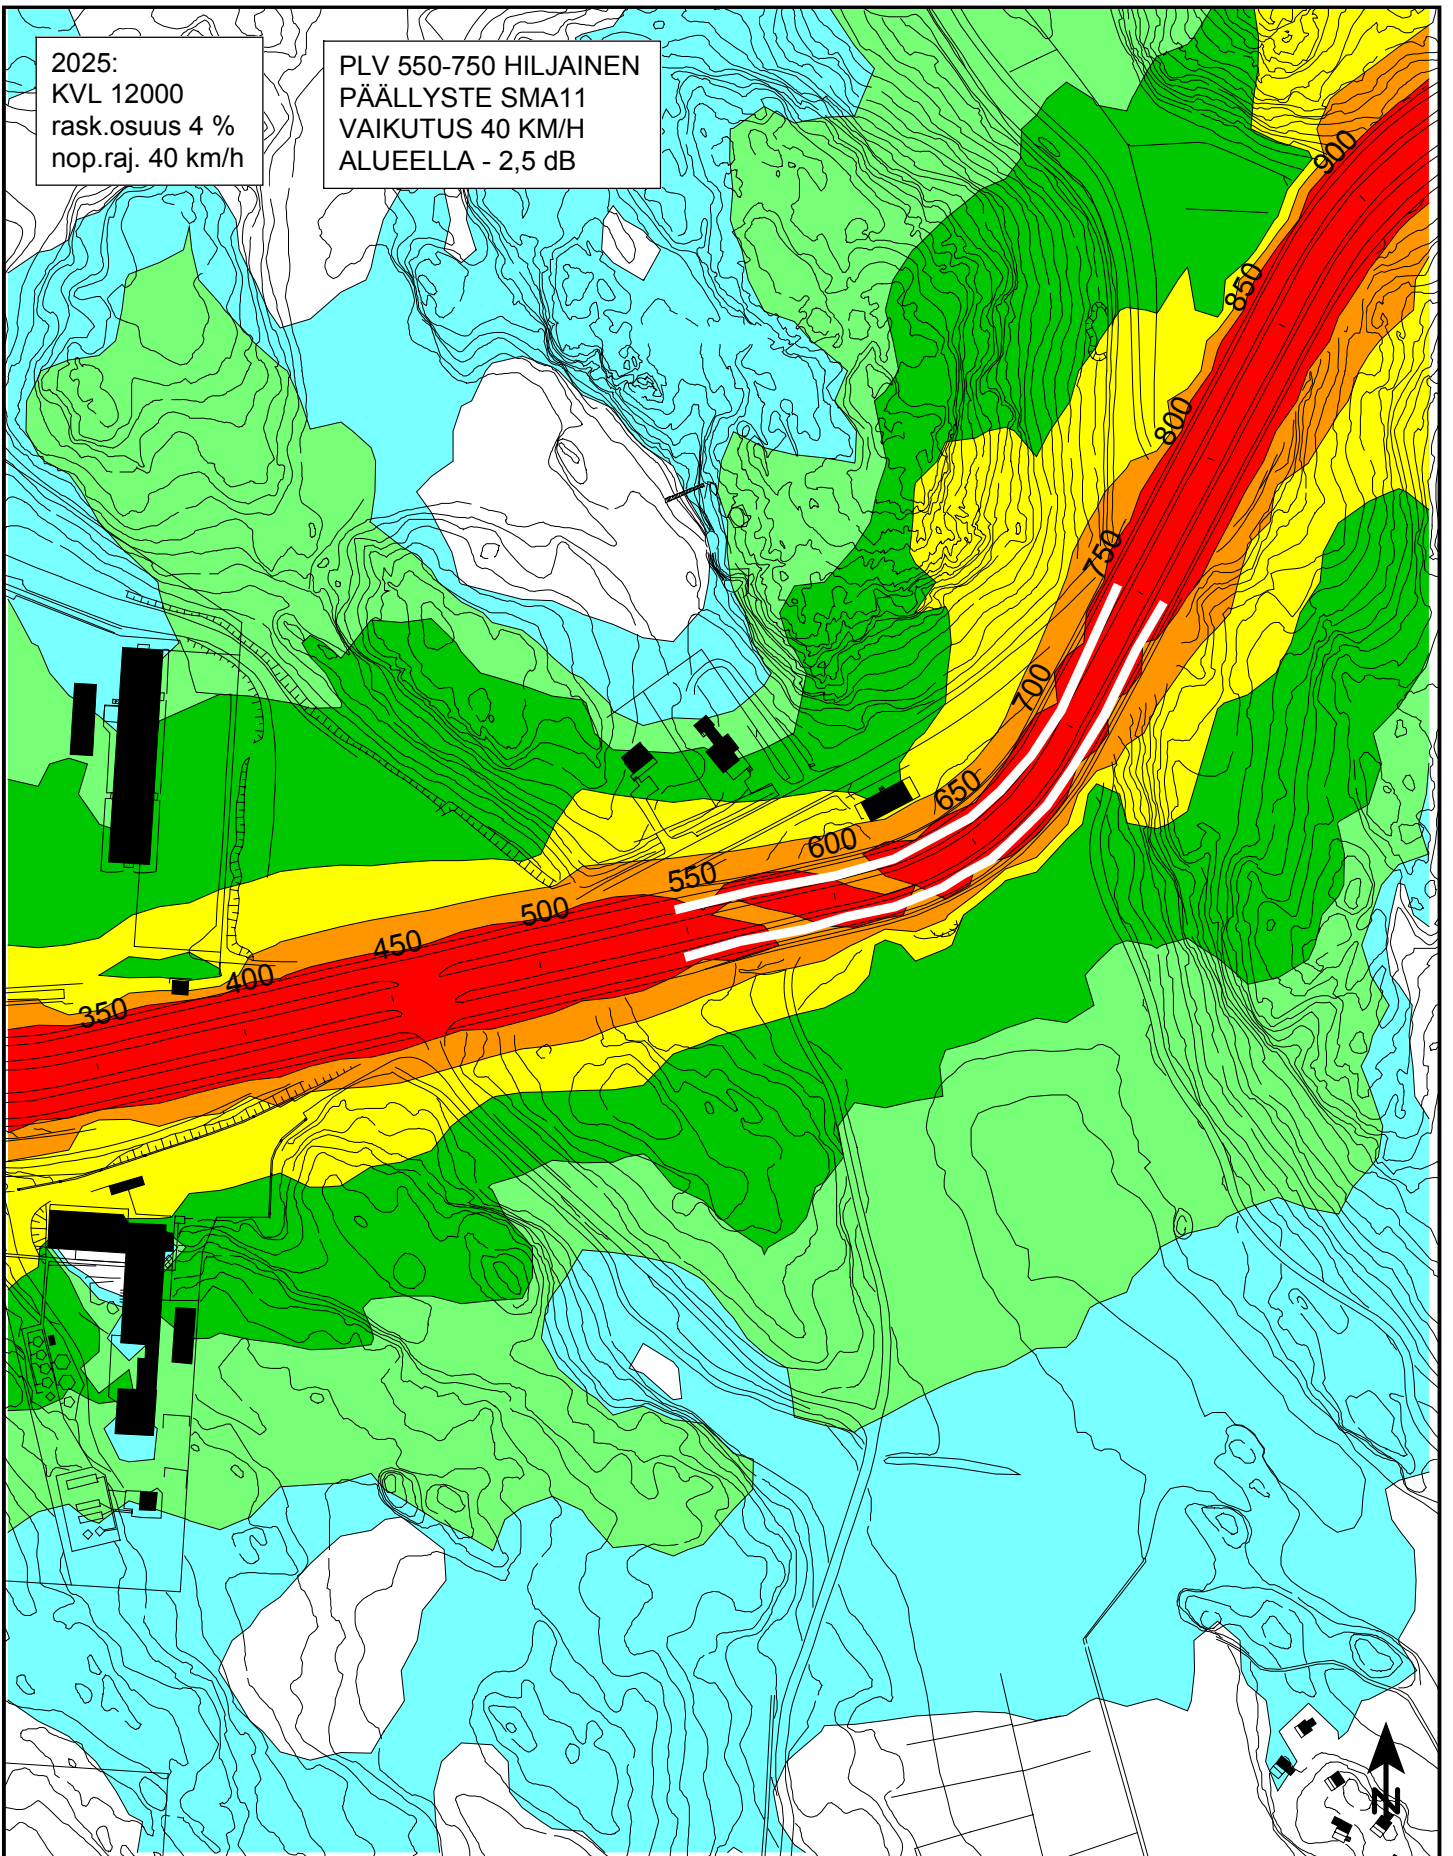 2025:
KVL 12000
rask.osuus 4 %
nop.raj. 40 km/h
PLV 550-750 HILJAINEN
PÄÄLLYSTE SMA11
VAIKUTUS 40 KM/H
ALUEELLA - 2,5 dB
900
850
800
750
700
650
600
550
500
450
400
350
N